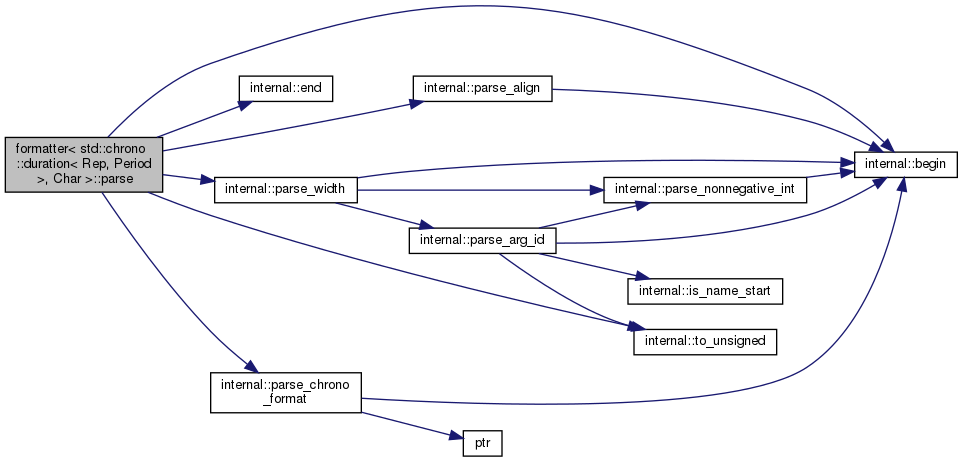 formatter< std::chrono
::duration< Rep, Period
>, Char >::parse
internal::end
internal::parse_align
internal::begin
internal::parse_width
internal::parse_nonnegative_int
internal::parse_arg_id
internal::is_name_start
internal::to_unsigned
internal::parse_chrono
_format
ptr